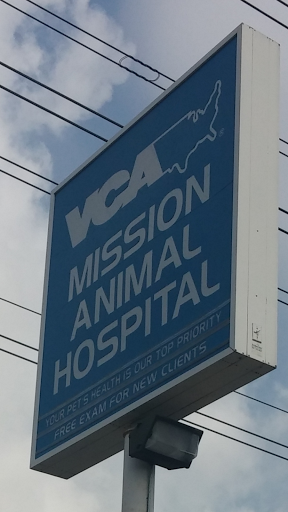 VCA
MISSION
ANIMAL
HOSPITAL
YOUR PET'S HEALTH IS OUR TOP PRIORITY
FREE EXAM FOR NEW CLIENTS